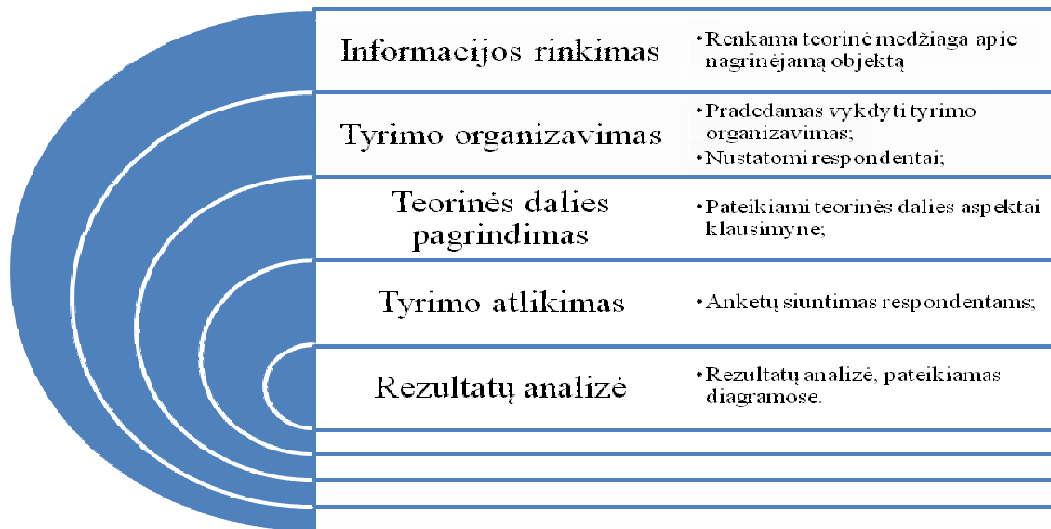 Informacijos rinkimas
• Renkama teorinė medžiaga apie
nagrinėjamą objektą
Tyrimo organizavimas
• Pradedamas vykdyti tyrimo
organizavimas;
• Nustatomi respondentai;
Teorinės dalies
pagrindimas
• Pateikiami teorinės dalies aspektai
klausimyne;
Tyrimo atlikimas
• Anketų siuntimas respondentams;
Rezultatų analizė
• Rezultatų analizė, pateikiamas
diagramose.